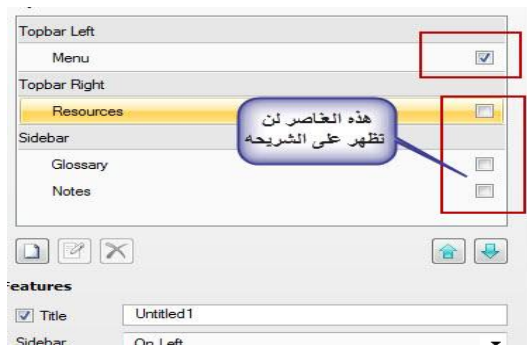 Topbar Left
Menu
Topbar Right
Resources
هذه الغاصر لن
تظهر على الشريحه
Sidebar
Glossary
Notes
Features
Title Untitled1
Sidebar On Left